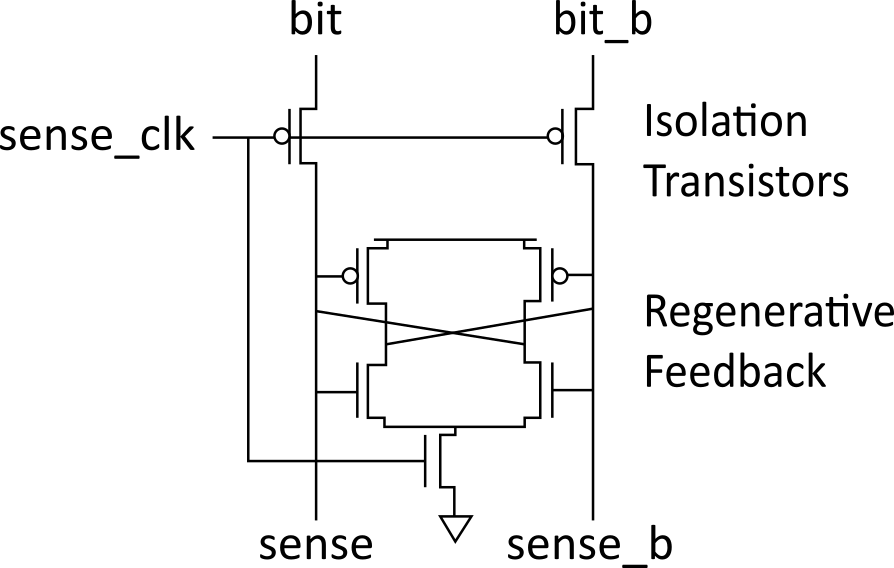 bit
bit_b
sense_clk
Isolation
Transistors
Regenerative
Feedback
sense
sense_b